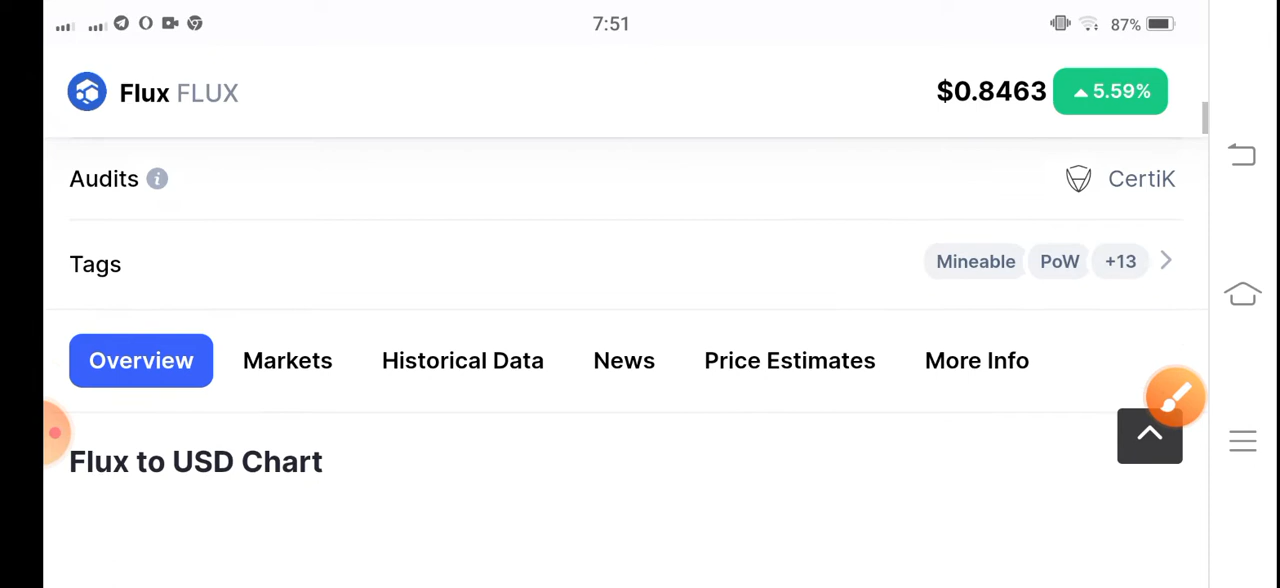 7:51
87%
Flux FLUX
$0.8463
5.59%
Audits i
CertiK
Tags
Mineable
PoW
+13
Overview
Markets
Historical Data
News
Price Estimates
More Info
Flux to USD Chart